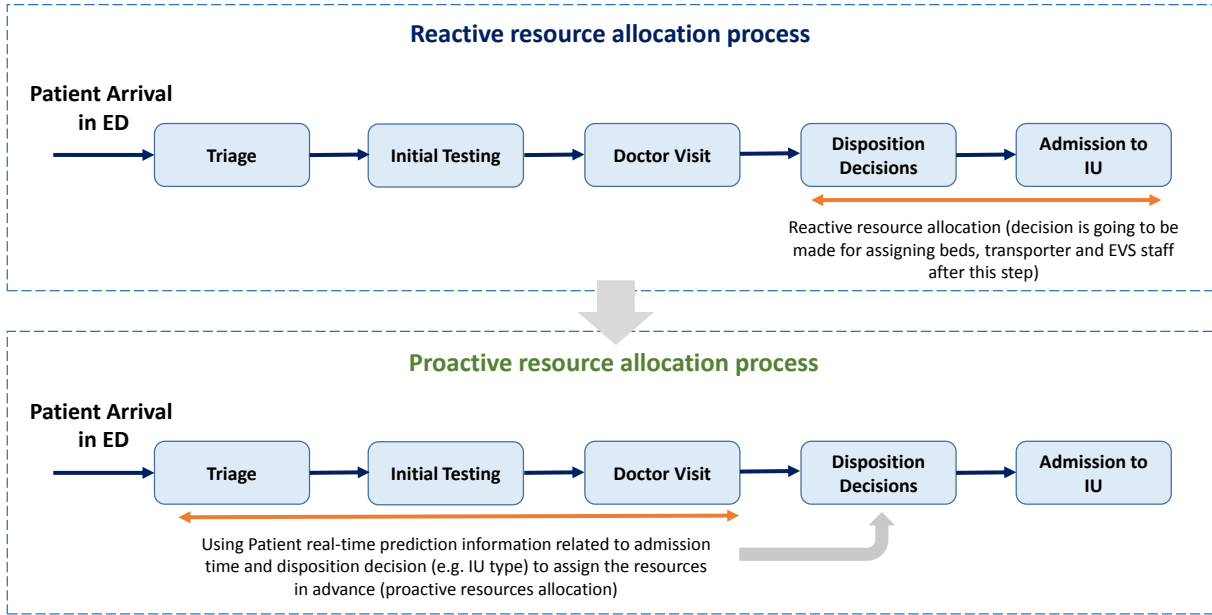 Reactive resource allocation process
Patient Arrival
in ED
Triage
Initial Testing
Doctor Visit
Disposition
Decisions
Admission to
IU
Reactive resource allocation (decision is going to be
made for assigning beds, transporter and EVS staff
after this step)
Proactive resource allocation process
Patient Arrival
in ED
Triage
Initial Testing
Doctor Visit
Disposition
Decisions
Admission to
IU
Using Patient real-time prediction information related to admission
time and disposition decision (e.g. IU type) to assign the resources
in advance (proactive resources allocation)